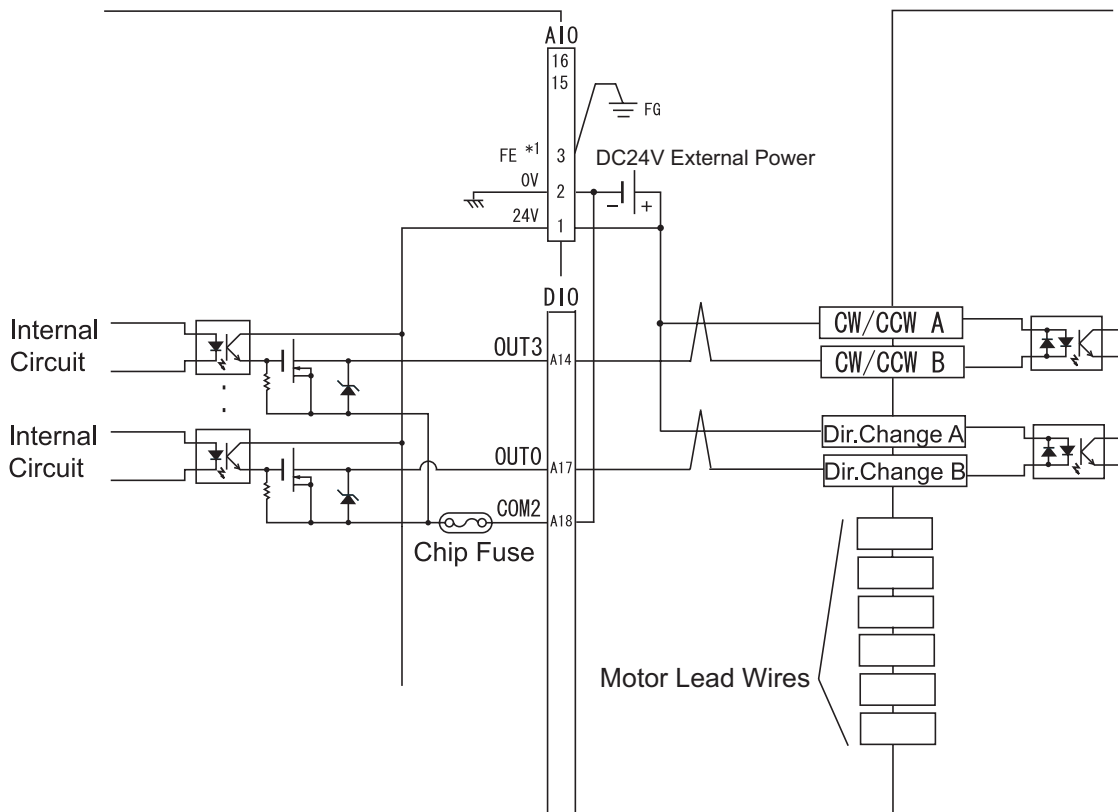 AIO
16
15
FG
FE *1
3
DC24V External Power
0V
2
− +
24V
1
DIO
Internal
Circuit
OUT3
A14
CW/CCW A
CW/CCW B
Internal
Circuit
OUT0
A17
Dir.Change A
Dir.Change B
COM2
A18
Chip Fuse
Motor Lead Wires